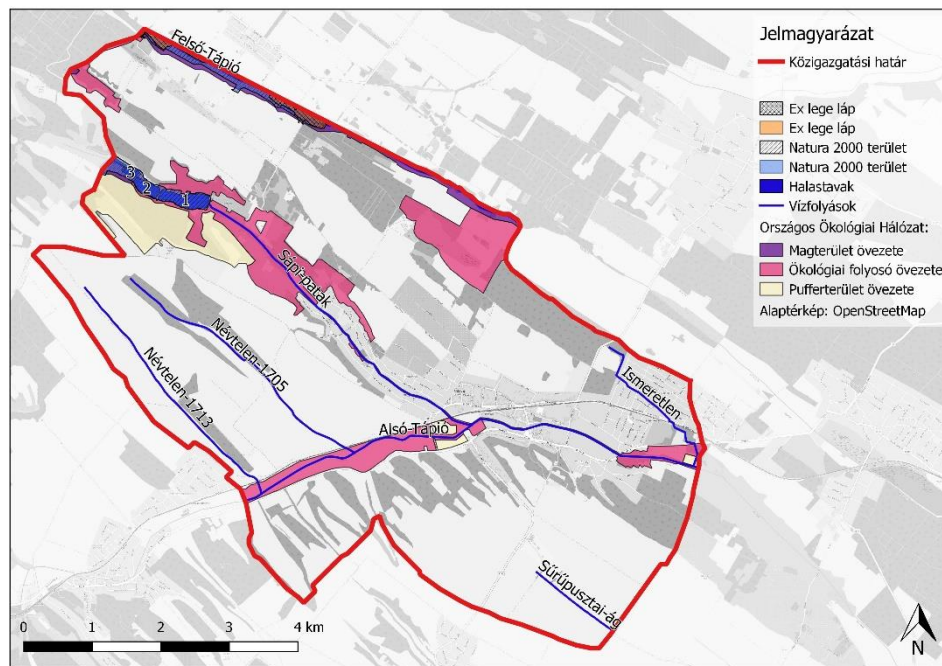 Jelmagyarázat
Közigazgatási határ
Ex lege láp
Ex lege láp
Natura 2000 terület
Natura 2000 terület
Halastavak
Vízfolyások
Országos Ökológiai Hálózat:
Magterület övezete
Ökológiai folyosó övezete
Pufferterület övezete
Alaptérkép: OpenStreetMap
Felső-Tápió
3
2
1
Sápi-patak
Névtelen-1705
Névtelen-1713
Ismeretlen
Alsó-Tápió
Sűrűpusztai-ág
0 1 2 3 4 km
N